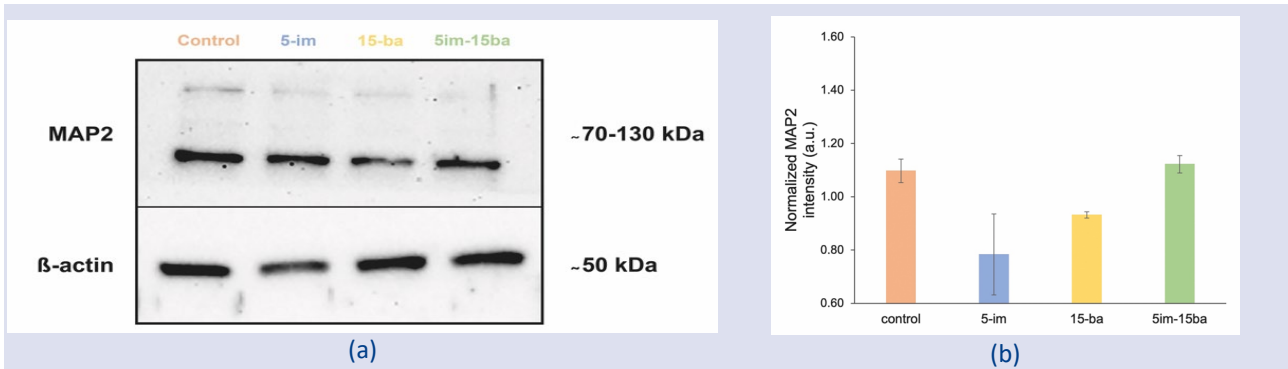 Control 5-im 15-ba 5im-15ba
MAP2
~70-130 kDa
ß-actin
~50 kDa
(a)
Normalized MAP2
intensity (a.u.)
1.60
1.40
1.20
1.00
0.80
0.60
control 5-im 15-ba 5im-15ba
(b)